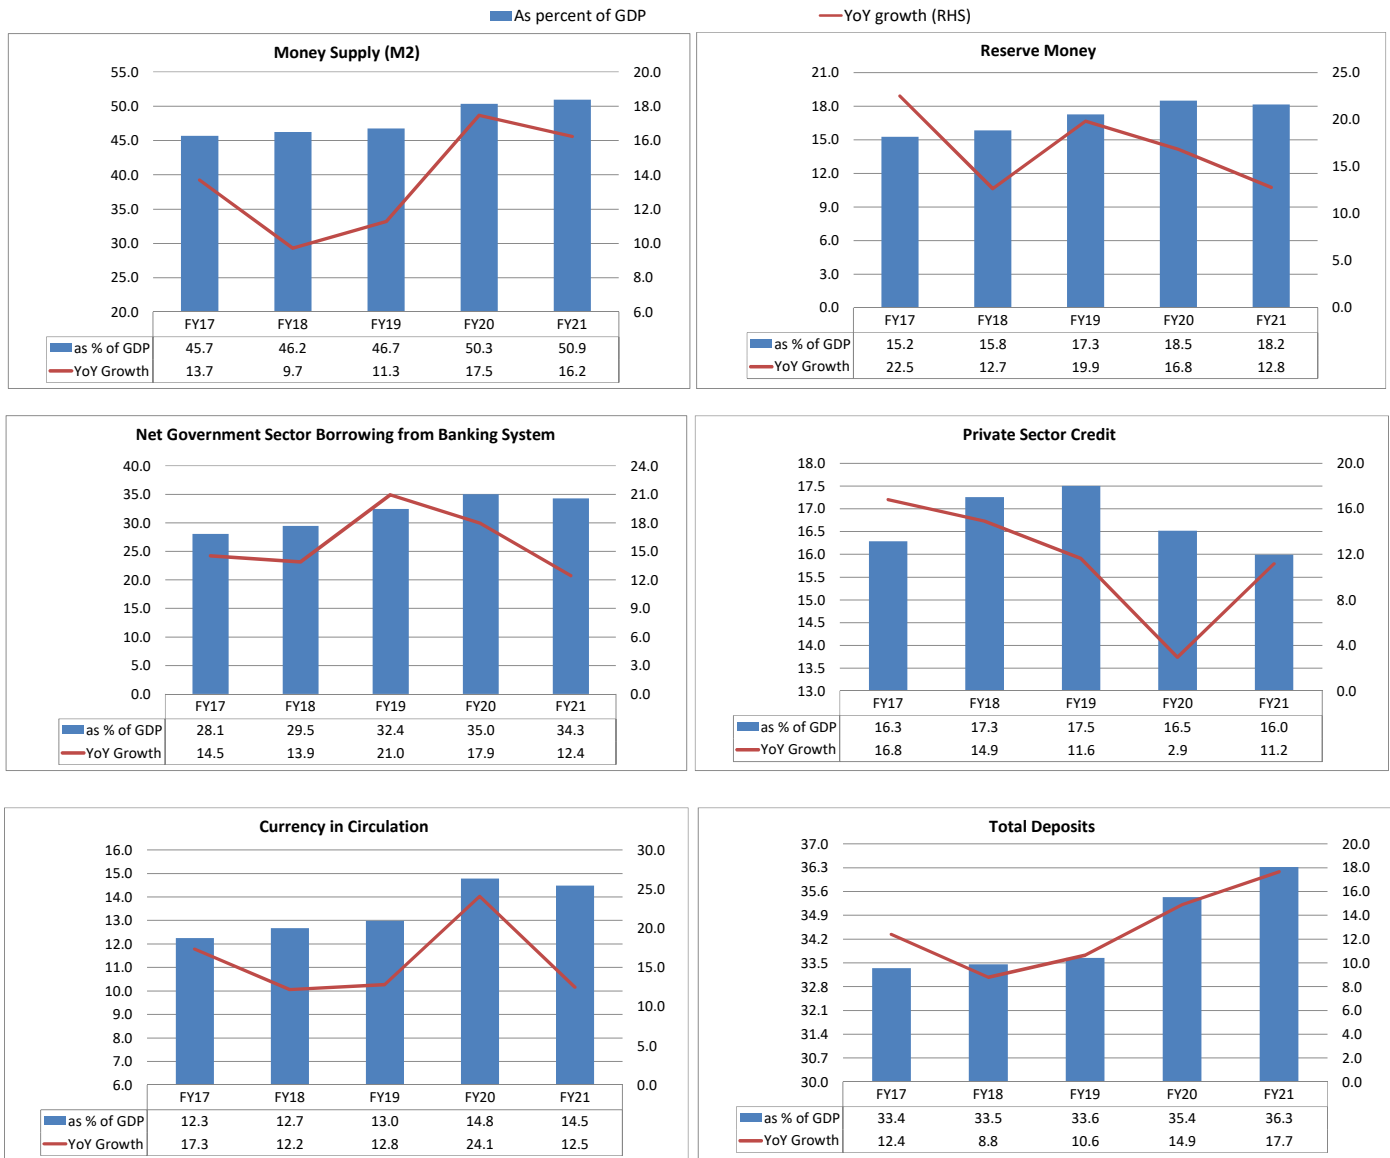 As percent of GDP YoY growth (RHS)
Money Supply (M2)
55.0 20.0
50.0 18.0
45.0 16.0
40.0 14.0
35.0 12.0
30.0 10.0
25.0 8.0
20.0 6.0
FY17 FY18 FY19 FY20 FY21
as % of GDP 45.7 46.2 46.7 50.3 50.9
YoY Growth 13.7 9.7 11.3 17.5 16.2
Reserve Money
21.0 25.0
18.0 20.0
15.0 15.0
12.0
9.0 10.0
6.0 5.0
3.0
0.0 0.0
FY17 FY18 FY19 FY20 FY21
as % of GDP 15.2 15.8 17.3 18.5 18.2
YoY Growth 22.5 12.7 19.9 16.8 12.8
Net Government Sector Borrowing from Banking System
40.0 24.0
35.0 21.0
30.0 18.0
25.0 15.0
20.0 12.0
15.0 9.0
10.0 6.0
5.0 3.0
0.0 0.0
FY17 FY18 FY19 FY20 FY21
as % of GDP 28.1 29.5 32.4 35.0 34.3
YoY Growth 14.5 13.9 21.0 17.9 12.4
Private Sector Credit
18.0 20.0
17.5
17.0 16.0
16.5
16.0 12.0
15.5
15.0 8.0
14.5
14.0 4.0
13.5
13.0 0.0
FY17 FY18 FY19 FY20 FY21
as % of GDP 16.3 17.3 17.5 16.5 16.0
YoY Growth 16.8 14.9 11.6 2.9 11.2
Currency in Circulation
16.0 30.0
15.0
14.0 25.0
13.0 20.0
12.0
11.0 15.0
10.0
9.0 10.0
8.0
7.0 5.0
6.0 0.0
FY17 FY18 FY19 FY20 FY21
as % of GDP 12.3 12.7 13.0 14.8 14.5
YoY Growth 17.3 12.2 12.8 24.1 12.5
Total Deposits
37.0 20.0
36.3 18.0
35.6 16.0
34.9 14.0
34.2 12.0
33.5 10.0
32.8 8.0
32.1 6.0
31.4 4.0
30.7 2.0
30.0 0.0
FY17 FY18 FY19 FY20 FY21
as % of GDP 33.4 33.5 33.6 35.4 36.3
YoY Growth 12.4 8.8 10.6 14.9 17.7